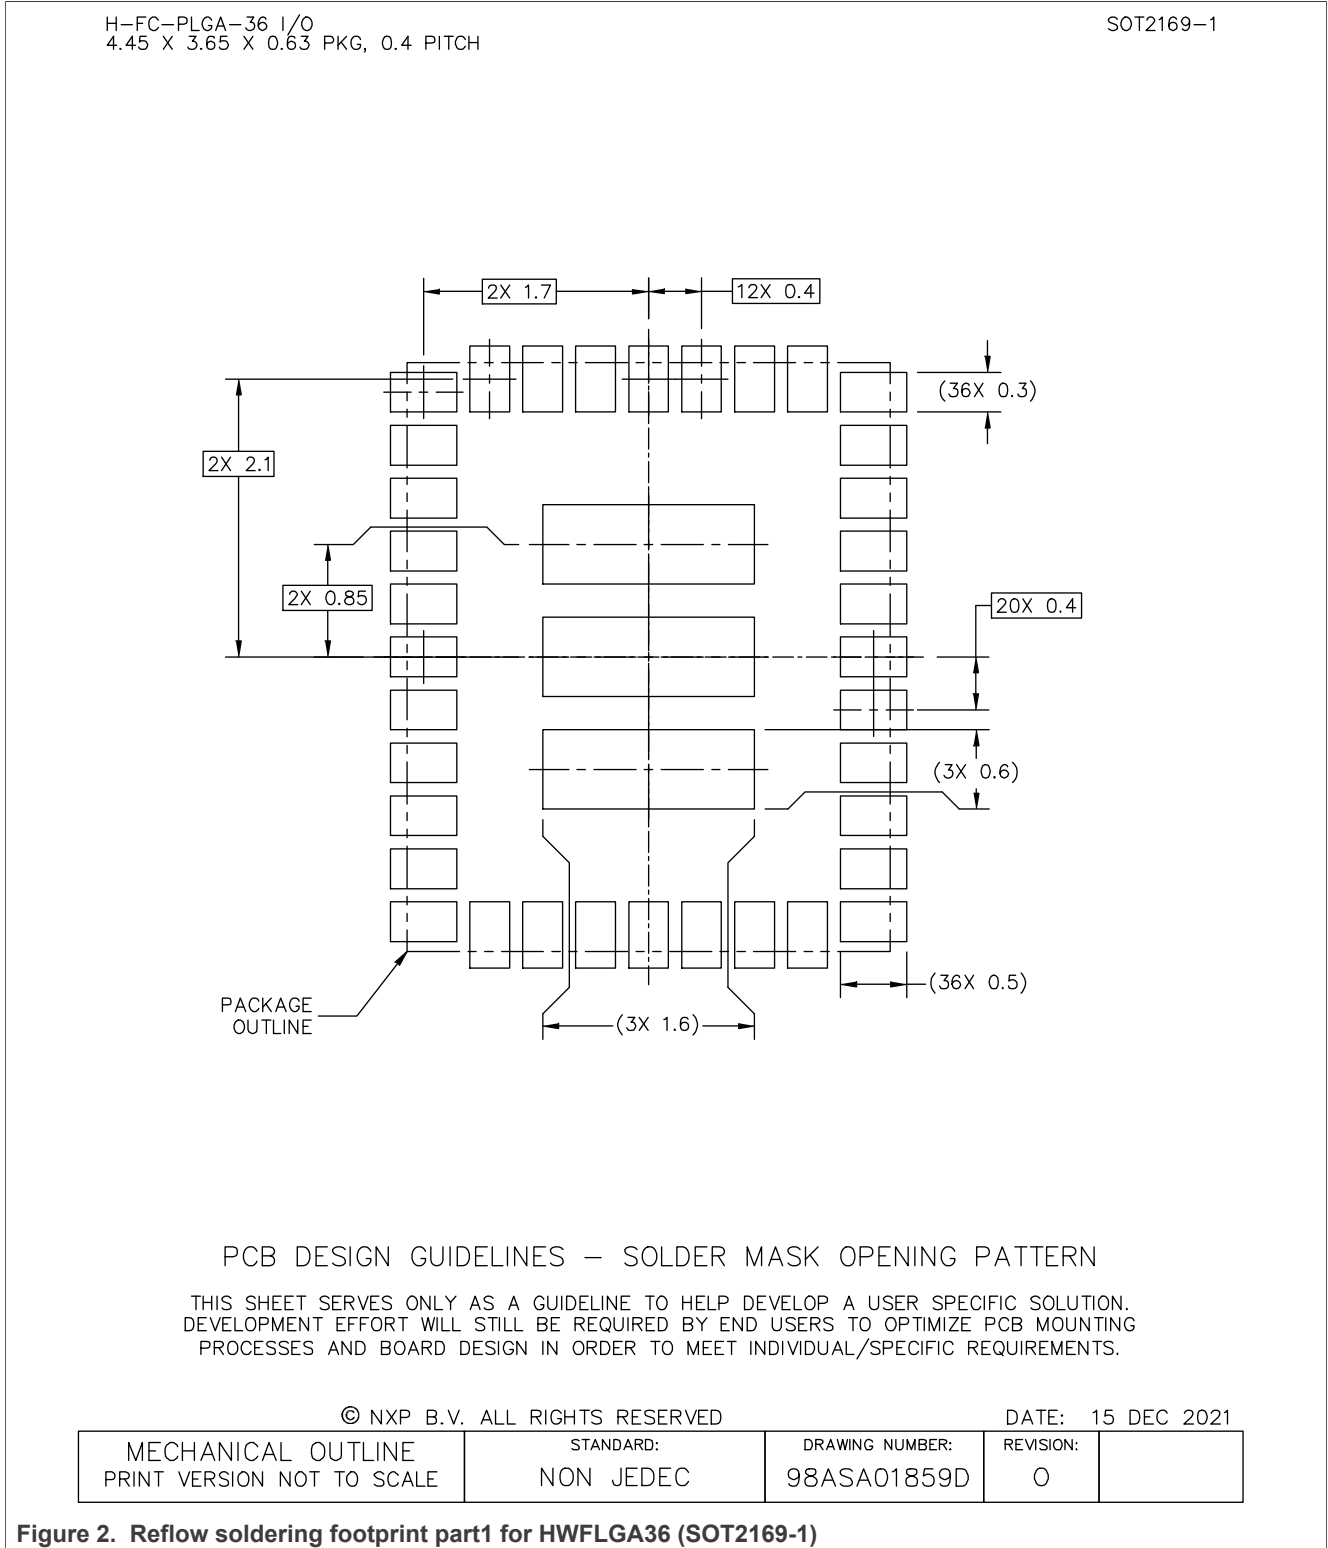 H-FC-PLGA-36 I/O
4.45 X 3.65 X 0.63 PKG, 0.4 PITCH
SOT2169-1
2X 1.7
12X 0.4
(36X 0.3)
2X 2.1
2X 0.85
20X 0.4
(3X 0.6)
(36X 0.5)
PACKAGE
OUTLINE
(3X 1.6)
PCB DESIGN GUIDELINES - SOLDER MASK OPENING PATTERN
THIS SHEET SERVES ONLY AS A GUIDELINE TO HELP DEVELOP A USER SPECIFIC SOLUTION.
DEVELOPMENT EFFORT WILL STILL BE REQUIRED BY END USERS TO OPTIMIZE PCB MOUNTING
PROCESSES AND BOARD DESIGN IN ORDER TO MEET INDIVIDUAL/SPECIFIC REQUIREMENTS.
© NXP B.V. ALL RIGHTS RESERVED
DATE: 15 DEC 2021
MECHANICAL OUTLINE
PRINT VERSION NOT TO SCALE
STANDARD:
NON JEDEC
DRAWING NUMBER:
98ASA01859D
REVISION:
O
Figure 2. Reflow soldering footprint part1 for HWFLGA36 (SOT2169-1)